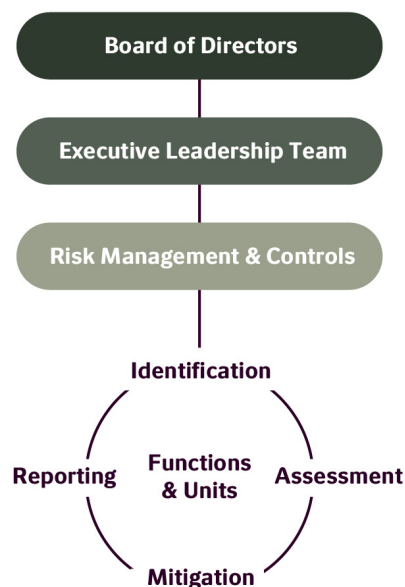 Board of Directors
Executive Leadership Team
Risk Management & Controls
Identification
Reporting
Functions
& Units
Assessment
Mitigation